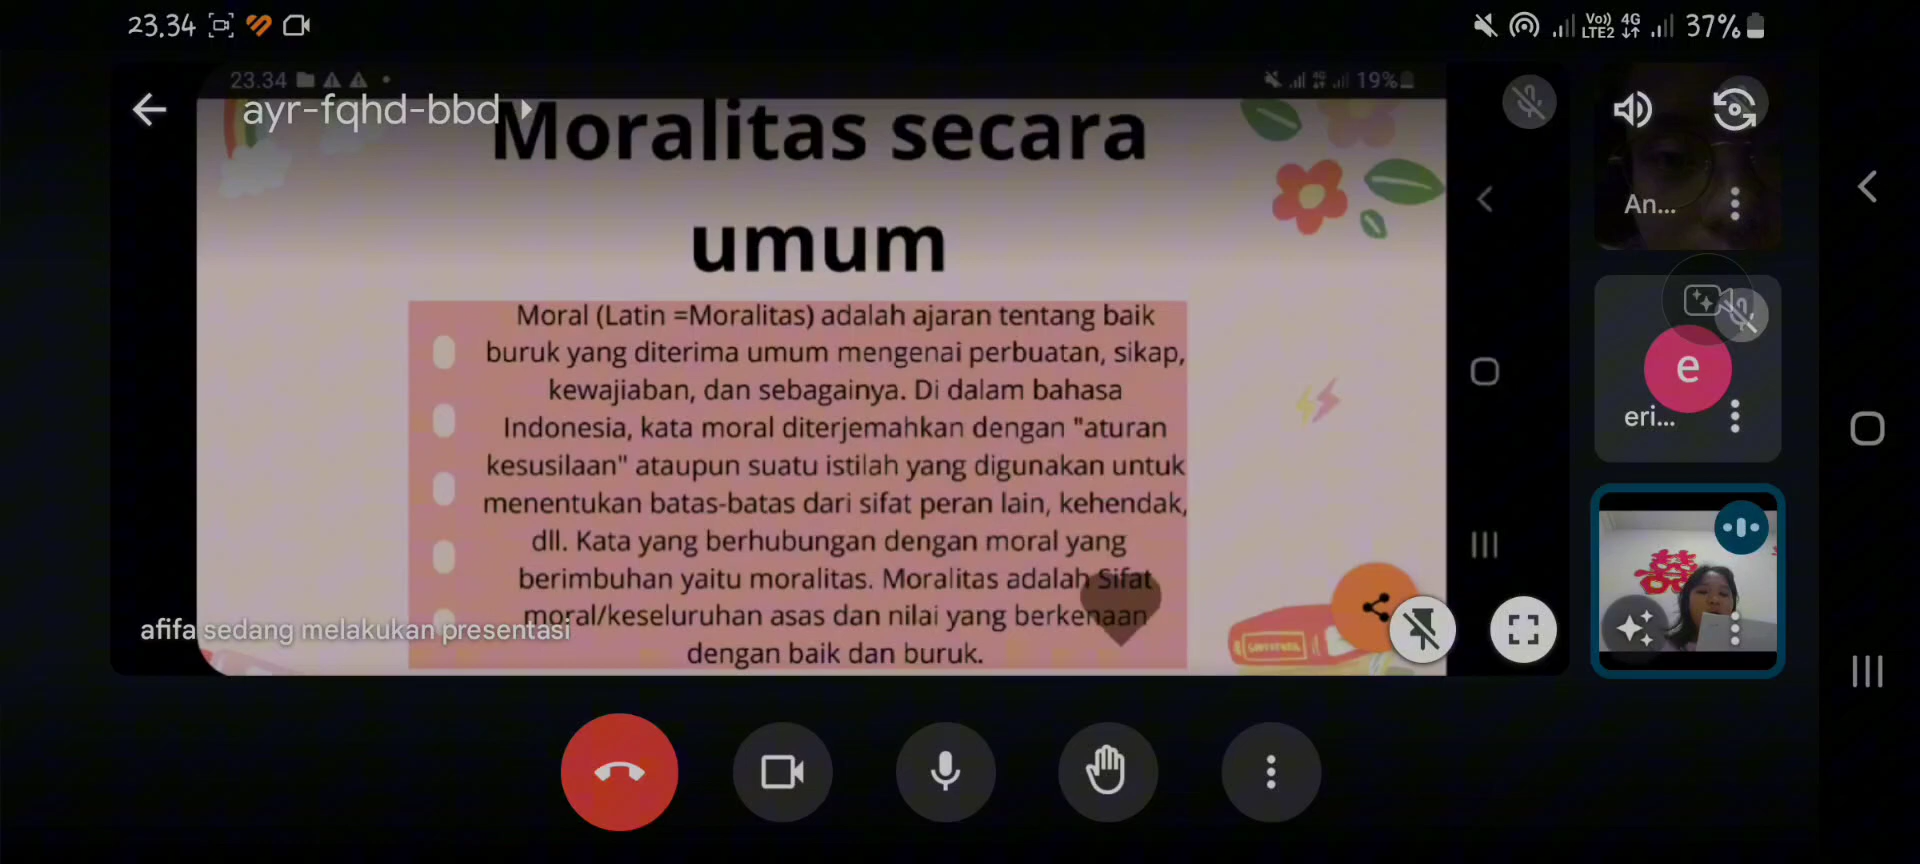 23.34
Vo)) 4G
LTE2
37%
23.34
19%
ayr-fqhd-bbd
Moralitas secara
umum
Moral (Latin =Moralitas) adalah ajaran tentang baik
buruk yang diterima umum mengenai perbuatan, sikap,
kewajiaban, dan sebagainya. Di dalam bahasa
Indonesia, kata moral diterjemahkan dengan "aturan
kesusilaan" ataupun suatu istilah yang digunakan untuk
menentukan batas-batas dari sifat peran lain, kehendak,
dll. Kata yang berhubungan dengan moral yang
berimbuhan yaitu moralitas. Moralitas adalah Sifat
moral/keseluruhan asas dan nilai yang berkenaan
dengan baik dan buruk.
afifa sedang melakukan presentasi
An...
e
eri...
囍